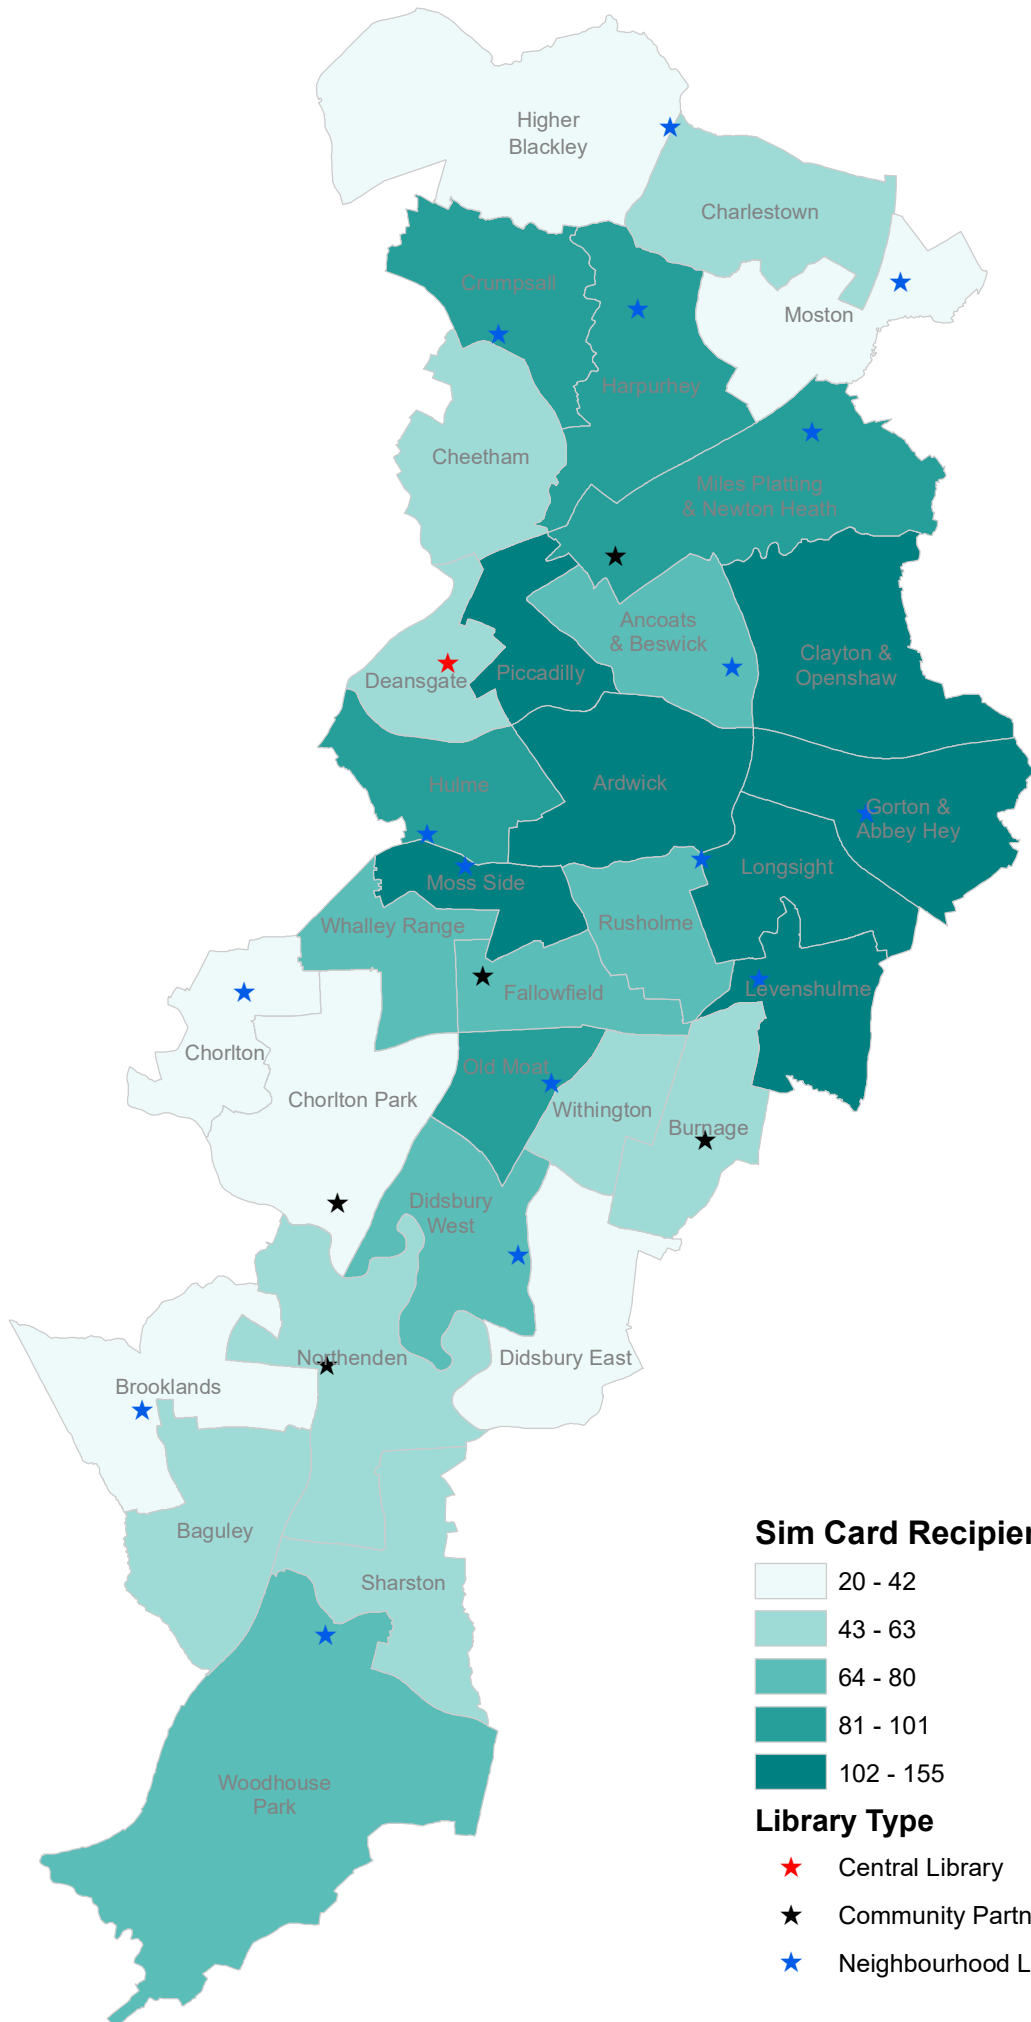 Higher
Blackley
Charlestown
Crumpsall
Moston
Harpurhey
Cheetham
Miles Platting
& Newton Heath
Ancoats
& Beswick
Clayton &
Openshaw
Piccadilly
Deansgate
Hulme
Ardwick
Gorton &
Abbey Hey
Longsight
Moss Side
Whalley Range
Rusholme
Fallowfield
Levenshulme
Chorlton
Old Moat
Chorlton Park
Withington
Burnage
Didsbury
West
Northenden
Didsbury East
Brooklands
Baguley
Sharston
Woodhouse
Park
Sim Card Recipier
20 - 42
43 - 63
64 - 80
81 - 101
102 - 155
Library Type
Central Library
Community Partn
Neighbourhood L